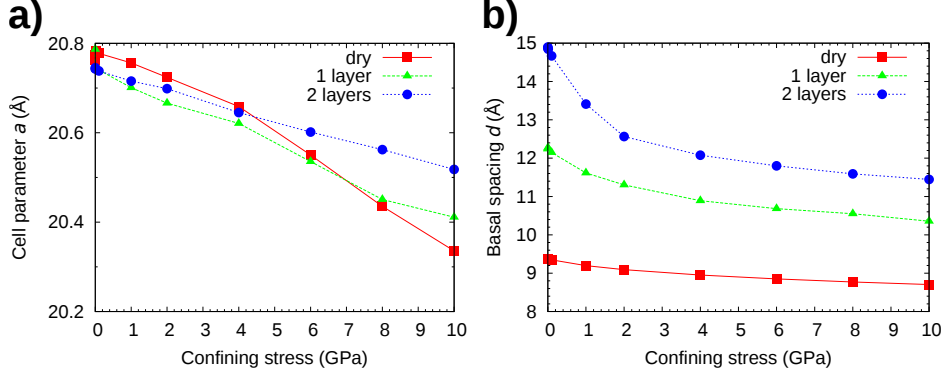 a)
20.8
20.6
20.4
20.2
0 1 2 3 4 5 6 7 8 9 10
Cell parameter a (Å)
Confining stress (GPa)
dry
1 layer
2 layers
b)
15
14
13
12
11
10
9
8
0 1 2 3 4 5 6 7 8 9 10
Basal spacing d (Å)
Confining stress (GPa)
dry
1 layer
2 layers